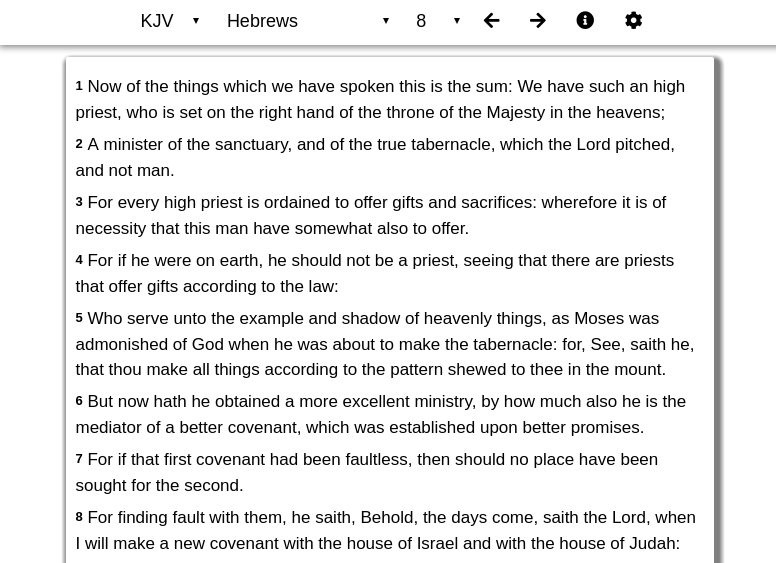 KJV Hebrews 8
1 Now of the things which we have spoken this is the sum: We have such an high
priest, who is set on the right hand of the throne of the Majesty in the heavens;
2 A minister of the sanctuary, and of the true tabernacle, which the Lord pitched,
and not man.
3 For every high priest is ordained to offer gifts and sacrifices: wherefore it is of
necessity that this man have somewhat also to offer.
4 For if he were on earth, he should not be a priest, seeing that there are priests
that offer gifts according to the law:
5 Who serve unto the example and shadow of heavenly things, as Moses was
admonished of God when he was about to make the tabernacle: for, See, saith he,
that thou make all things according to the pattern shewed to thee in the mount.
6 But now hath he obtained a more excellent ministry, by how much also he is the
mediator of a better covenant, which was established upon better promises.
7 For if that first covenant had been faultless, then should no place have been
sought for the second.
8 For finding fault with them, he saith, Behold, the days come, saith the Lord, when
I will make a new covenant with the house of Israel and with the house of Judah: